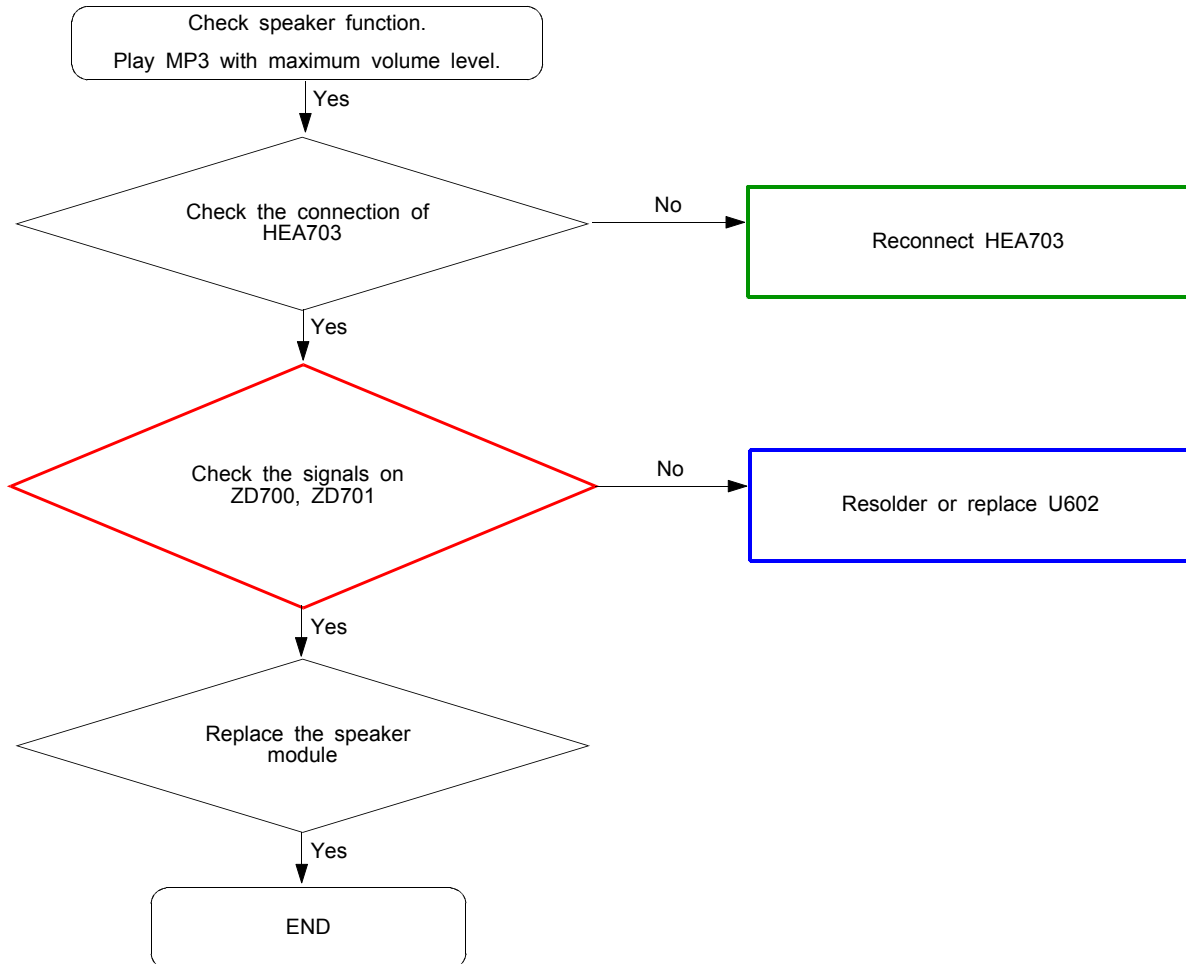 Check speaker function.
Play MP3 with maximum volume level.
Yes
Check the connection of
HEA703
No
Reconnect HEA703
Yes
Check the signals on
ZD700, ZD701
No
Resolder or replace U602
Yes
Replace the speaker
module
Yes
END